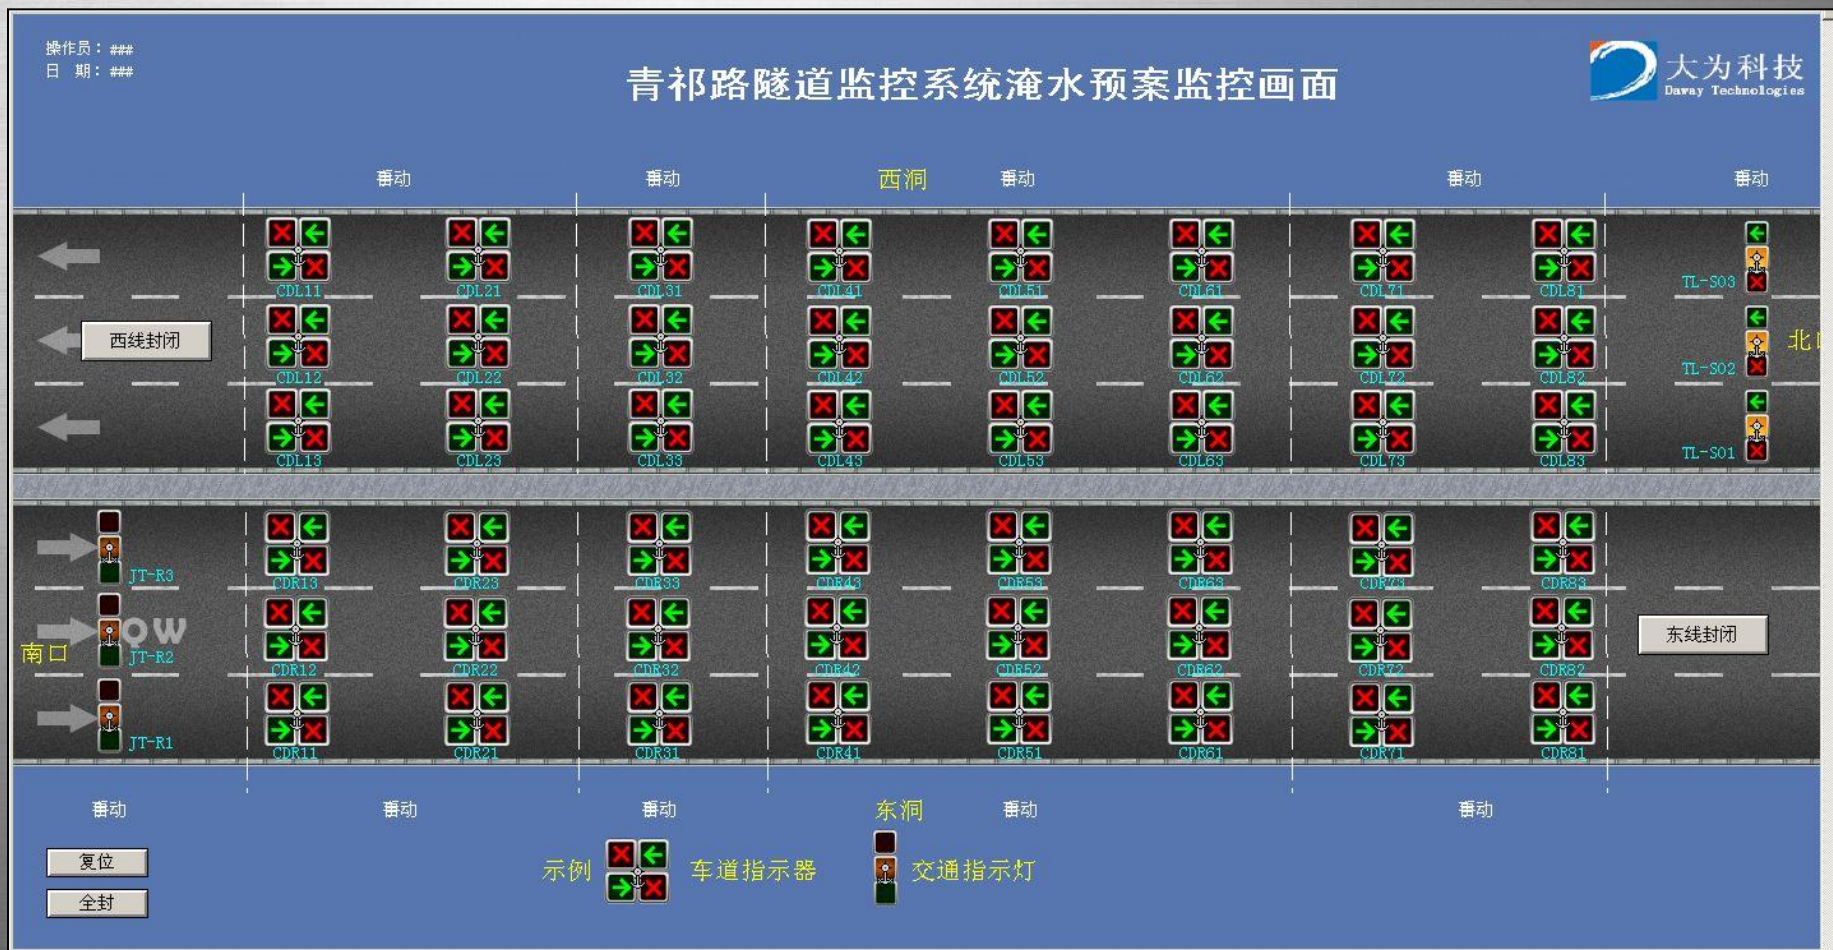 操作员：###
日 期：###
青祁路隧道监控系统淹水预案监控画面
大为科技
Daway Technologies
西洞
CDL11 CDL21 CDL31 CDL41 CDL51 CDL61 CDL71 CDL81
TL-S03
西线封闭
北
CDL12 CDL22 CDL32 CDL42 CDL52 CDL62 CDL72 CDL82
TL-S02
CDL13 CDL23 CDL33 CDL43 CDL53 CDL63 CDL73 CDL83
TL-S01
JT-R3
CDR13 CDR23 CDR33 CDR43 CDR53 CDR63 CDR73 CDR83
QW
南口
JT-R2
东线封闭
CDR12 CDR22 CDR32 CDR42 CDR52 CDR62 CDR72 CDR82
JT-R1
CDR11 CDR21 CDR31 CDR41 CDR51 CDR61 CDR71 CDR81
东洞
复位
示例 车道指示器 交通指示灯
全封